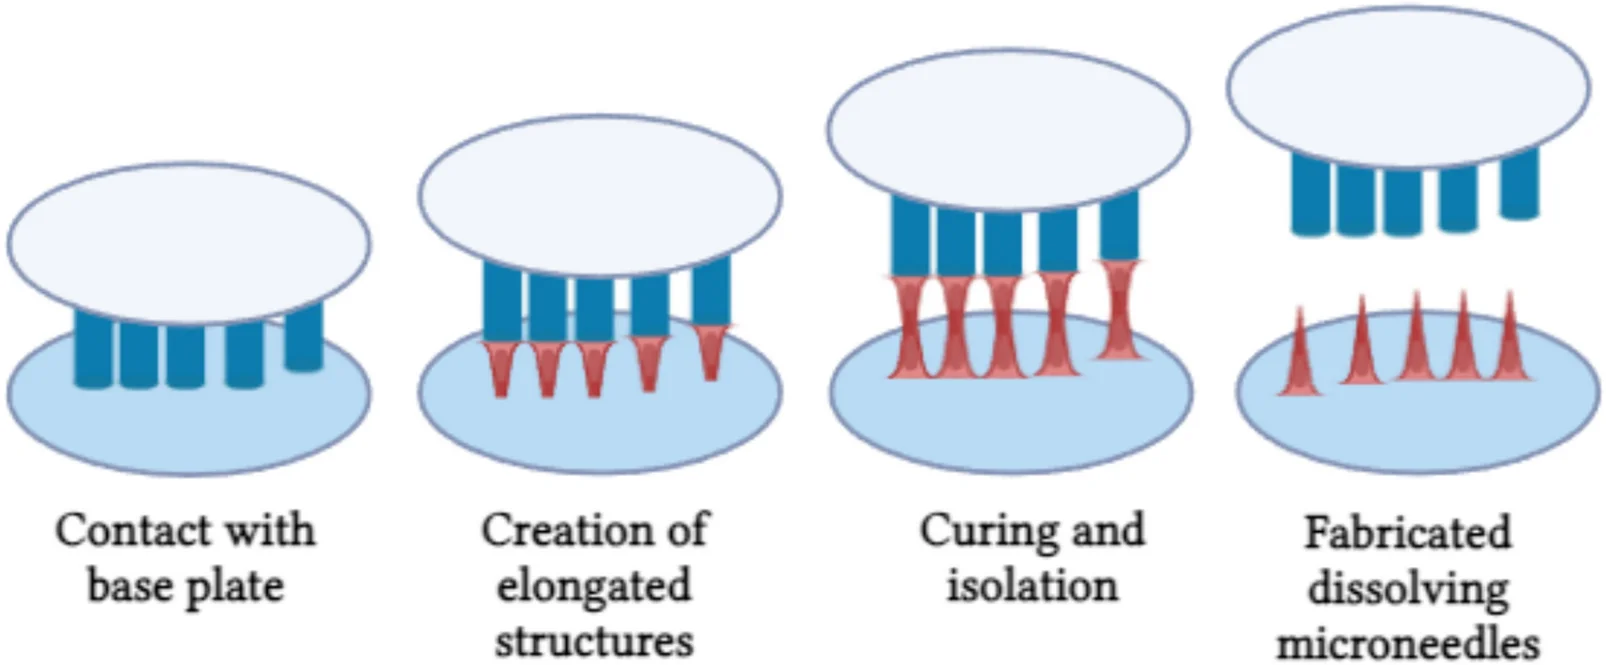 Contact with
base plate
Creation of
elongated
structures
Curing and
isolation
Fabricated
dissolving
microneedles